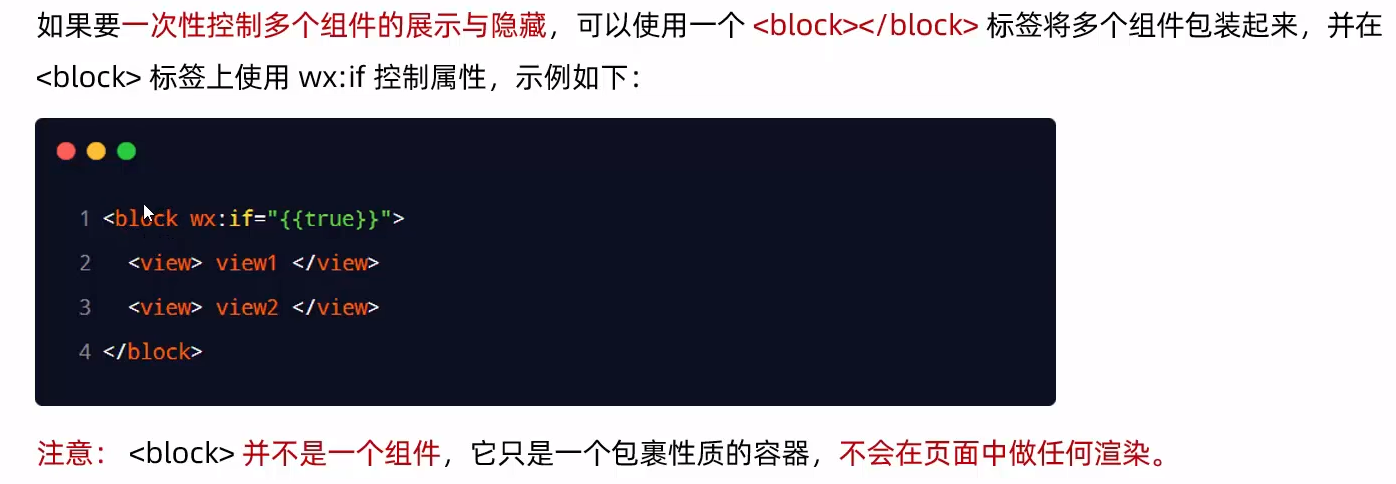 如果要一次性控制多个组件的展示与隐藏，可以使用一个 <block></block> 标签将多个组件包装起来，并在
<block> 标签上使用 wx:if 控制属性，示例如下：
1 <block wx:if="{{true}}">
2   <view> view1 </view>
3   <view> view2 </view>
4 </block>
注意： <block> 并不是一个组件，它只是一个包裹性质的容器，不会在页面中做任何渲染。